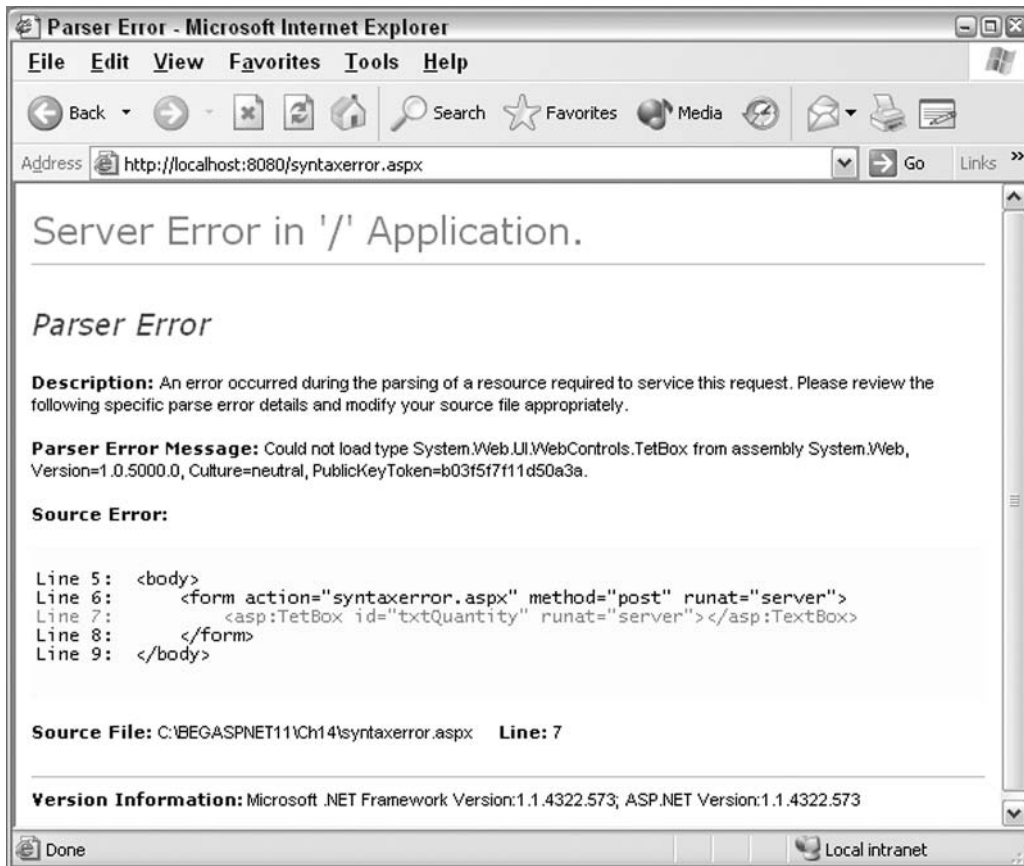 Parser Error - Microsoft Internet Explorer
File Edit View Favorites Tools Help
Back Search Favorites Media
Address http://localhost:8080/syntaxerror.aspx Go Links »
Server Error in '/' Application.
Parser Error
Description: An error occurred during the parsing of a resource required to service this request. Please review the
following specific parse error details and modify your source file appropriately.
Parser Error Message: Could not load type System.Web.UI.WebControls.TetBox from assembly System.Web,
Version=1.0.5000.0, Culture=neutral, PublicKeyToken=b03f5f7f11d50a3a.
Source Error:
Line 5: <body>
Line 6: <form action="syntaxerror.aspx" method="post" runat="server">
Line 7: <asp:TetBox id="txtQuantity" runat="server"></asp:TextBox>
Line 8: </form>
Line 9: </body>
Source File: C:\BEGASPNET11\Ch14\syntaxerror.aspx Line: 7
Version Information: Microsoft .NET Framework Version:1.1.4322.573; ASP.NET Version:1.1.4322.573
Done Local intranet